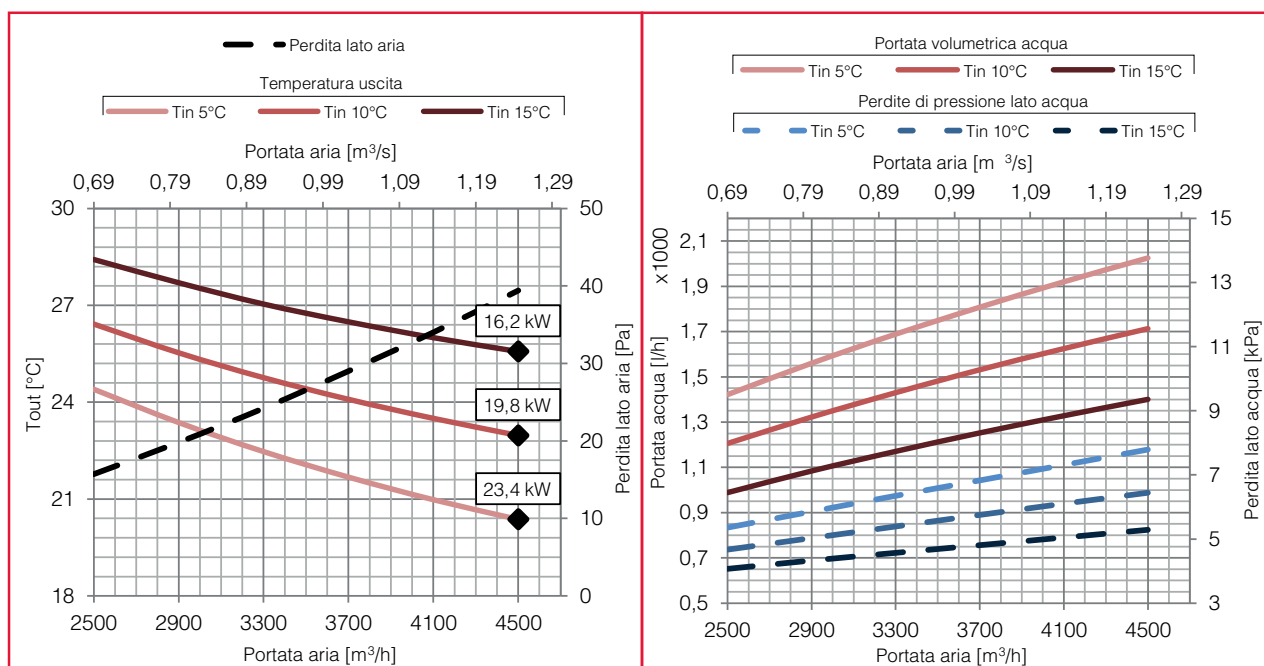 Perdita lato aria
Temperatura uscita
Tin 5°C Tin 10°C Tin 15°C
Portata aria [m³/s]
0,69 0,79 0,89 0,99 1,09 1,19 1,29
30
27
24
21
18
Tout [°C]
50
40
30
20
10
0
Perdita lato aria [Pa]
16,2 kW
19,8 kW
23,4 kW
2500 2900 3300 3700 4100 4500
Portata aria [m³/h]
Portata volumetrica acqua
Tin 5°C Tin 10°C Tin 15°C
Perdite di pressione lato acqua
Tin 5°C Tin 10°C Tin 15°C
Portata aria [m ³/s]
0,69 0,79 0,89 0,99 1,09 1,19 1,29
x1000
2,1
1,9
1,7
1,5
1,3
1,1
0,9
0,7
0,5
Portata acqua [l/h]
15
13
11
9
7
5
3
Perdita lato acqua [kPa]
2500 2900 3300 3700 4100 4500
Portata aria [m³/h]